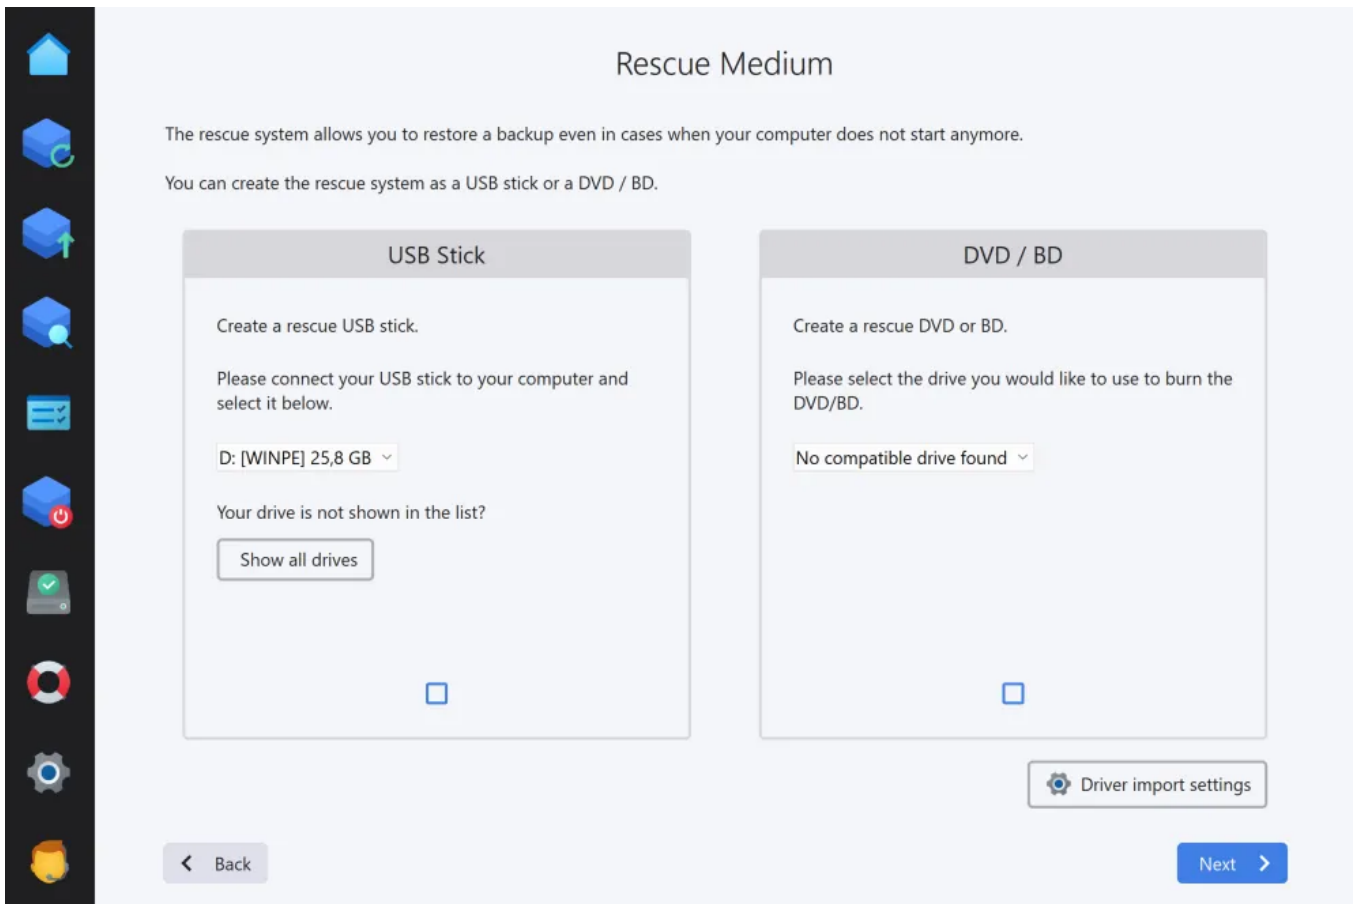 Rescue Medium
The rescue system allows you to restore a backup even in cases when your computer does not start anymore.
You can create the rescue system as a USB stick or a DVD / BD.
USB Stick
Create a rescue USB stick.
Please connect your USB stick to your computer and
select it below.
D: [WINPE] 25,8 GB
Your drive is not shown in the list?
Show all drives
DVD / BD
Create a rescue DVD or BD.
Please select the drive you would like to use to burn the
DVD/BD.
No compatible drive found
Driver import settings
Back
Next